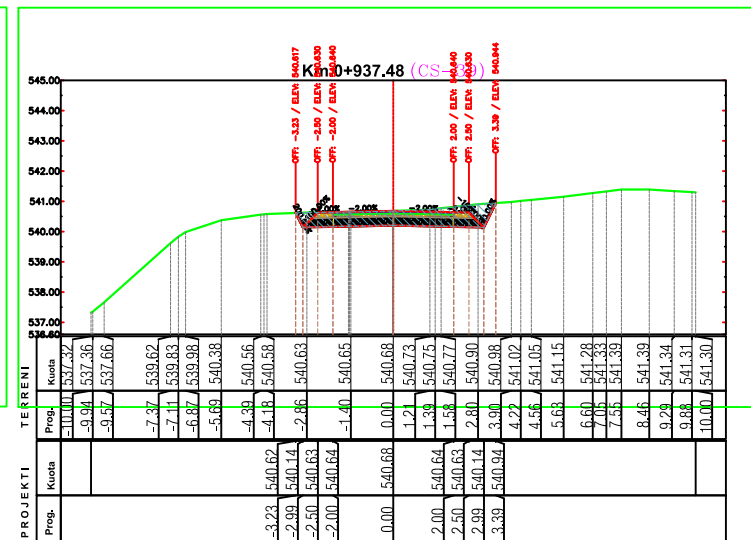 Km 0+937.48 (CS-39)
OFF: -3.23 / ELEV: 540.617
OFF: -2.50 / ELEV: 540.630
OFF: -2.00 / ELEV: 540.640
OFF: 2.00 / ELEV: 540.640
OFF: 2.50 / ELEV: 540.630
OFF: 3.39 / ELEV: 540.944
545.00
544.00
543.00
542.00
541.00
540.00
539.00
538.00
537.00
536.60
-2.00% -2.00%
TERRENI
Kuota 537.32 537.36 537.66 539.62 539.83 539.98 540.38 540.56 540.58 540.63 540.65 540.68 540.73 540.75 540.77 540.90 540.98 541.02 541.05 541.15 541.28 541.33 541.39 541.39 541.34 541.31 541.30
Prog. -10.00 -9.94 -9.57 -7.37 -7.11 -6.87 -5.69 -4.39 -4.18 -2.86 -1.40 0.00 1.21 1.39 1.58 2.80 3.90 4.22 4.56 5.63 6.60 7.05 7.55 8.46 9.29 9.98 10.00
PROJEKTI
Kuota 540.62 540.14 540.63 540.64 540.68 540.64 540.63 540.14 540.94
Prog. -3.23 -2.99 -2.50 -2.00 0.00 2.00 2.50 2.99 3.39